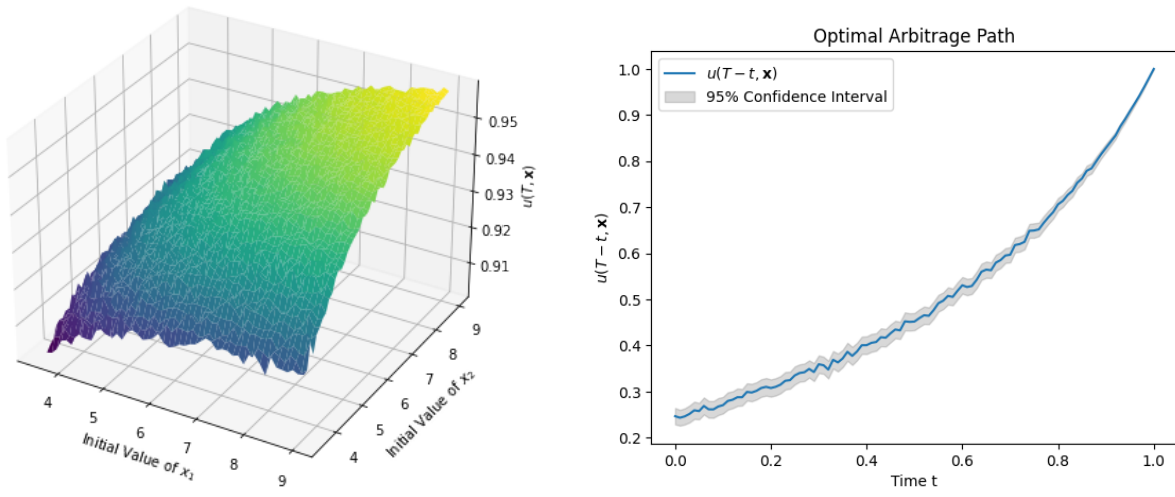 0.95
0.94
0.93
0.92
0.91
u(T, x)
4
5
6
7
8
9
Initial Value of x₁
4
5
6
7
8
9
Initial Value of x₂
Optimal Arbitrage Path
u(T − t, x)
95% Confidence Interval
1.0
0.9
0.8
0.7
0.6
0.5
0.4
0.3
0.2
u(T − t, x)
0.0 0.2 0.4 0.6 0.8 1.0
Time t